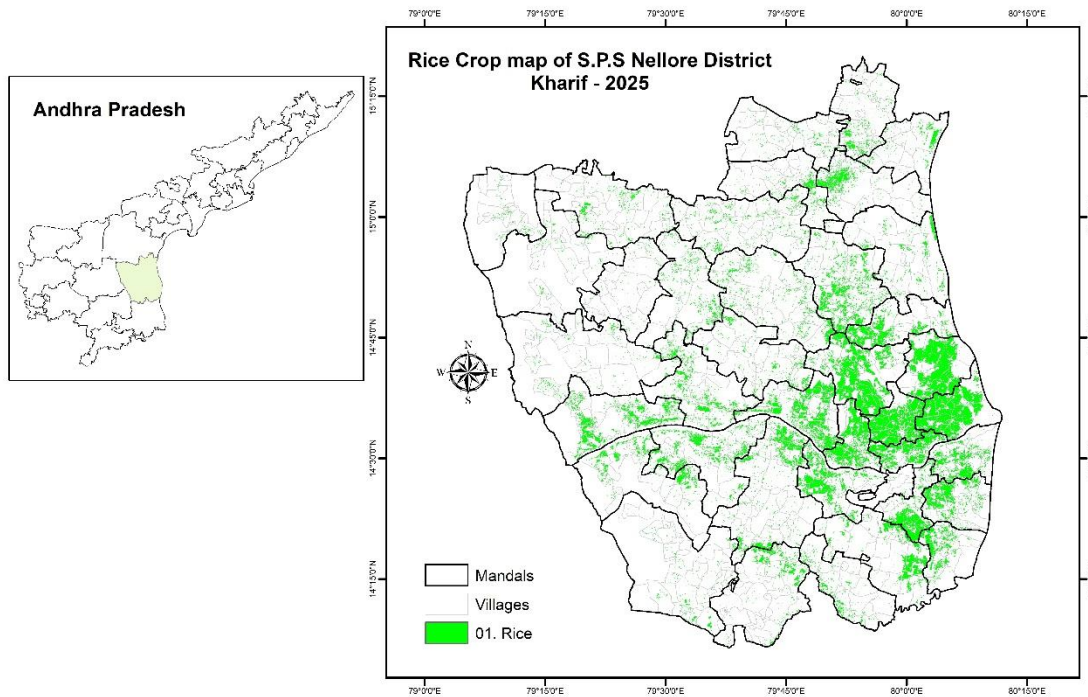 79°0'0"E 79°15'0"E 79°30'0"E 79°45'0"E 80°0'0"E 80°15'0"E
Rice Crop map of S.P.S Nellore District
Kharif - 2025
Andhra Pradesh
15°15'0"N
15°0'0"N
14°45'0"N
14°30'0"N
14°15'0"N
N
W E
S
Mandals
Villages
01. Rice
79°0'0"E 79°15'0"E 79°30'0"E 79°45'0"E 80°0'0"E 80°15'0"E